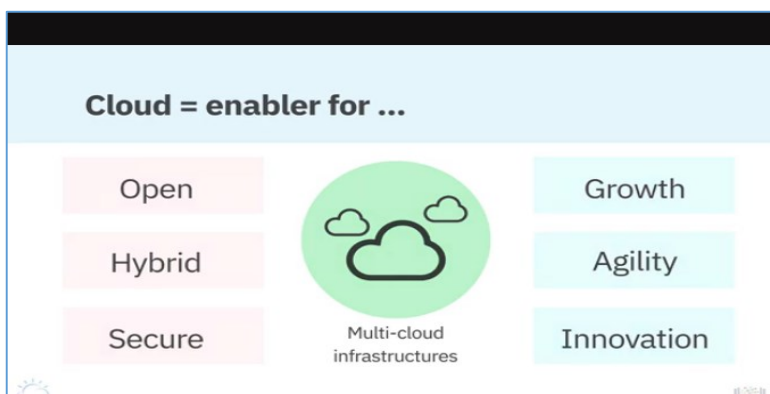 Cloud = enabler for ...
Open
Hybrid
Secure
Multi-cloud
infrastructures
Growth
Agility
Innovation